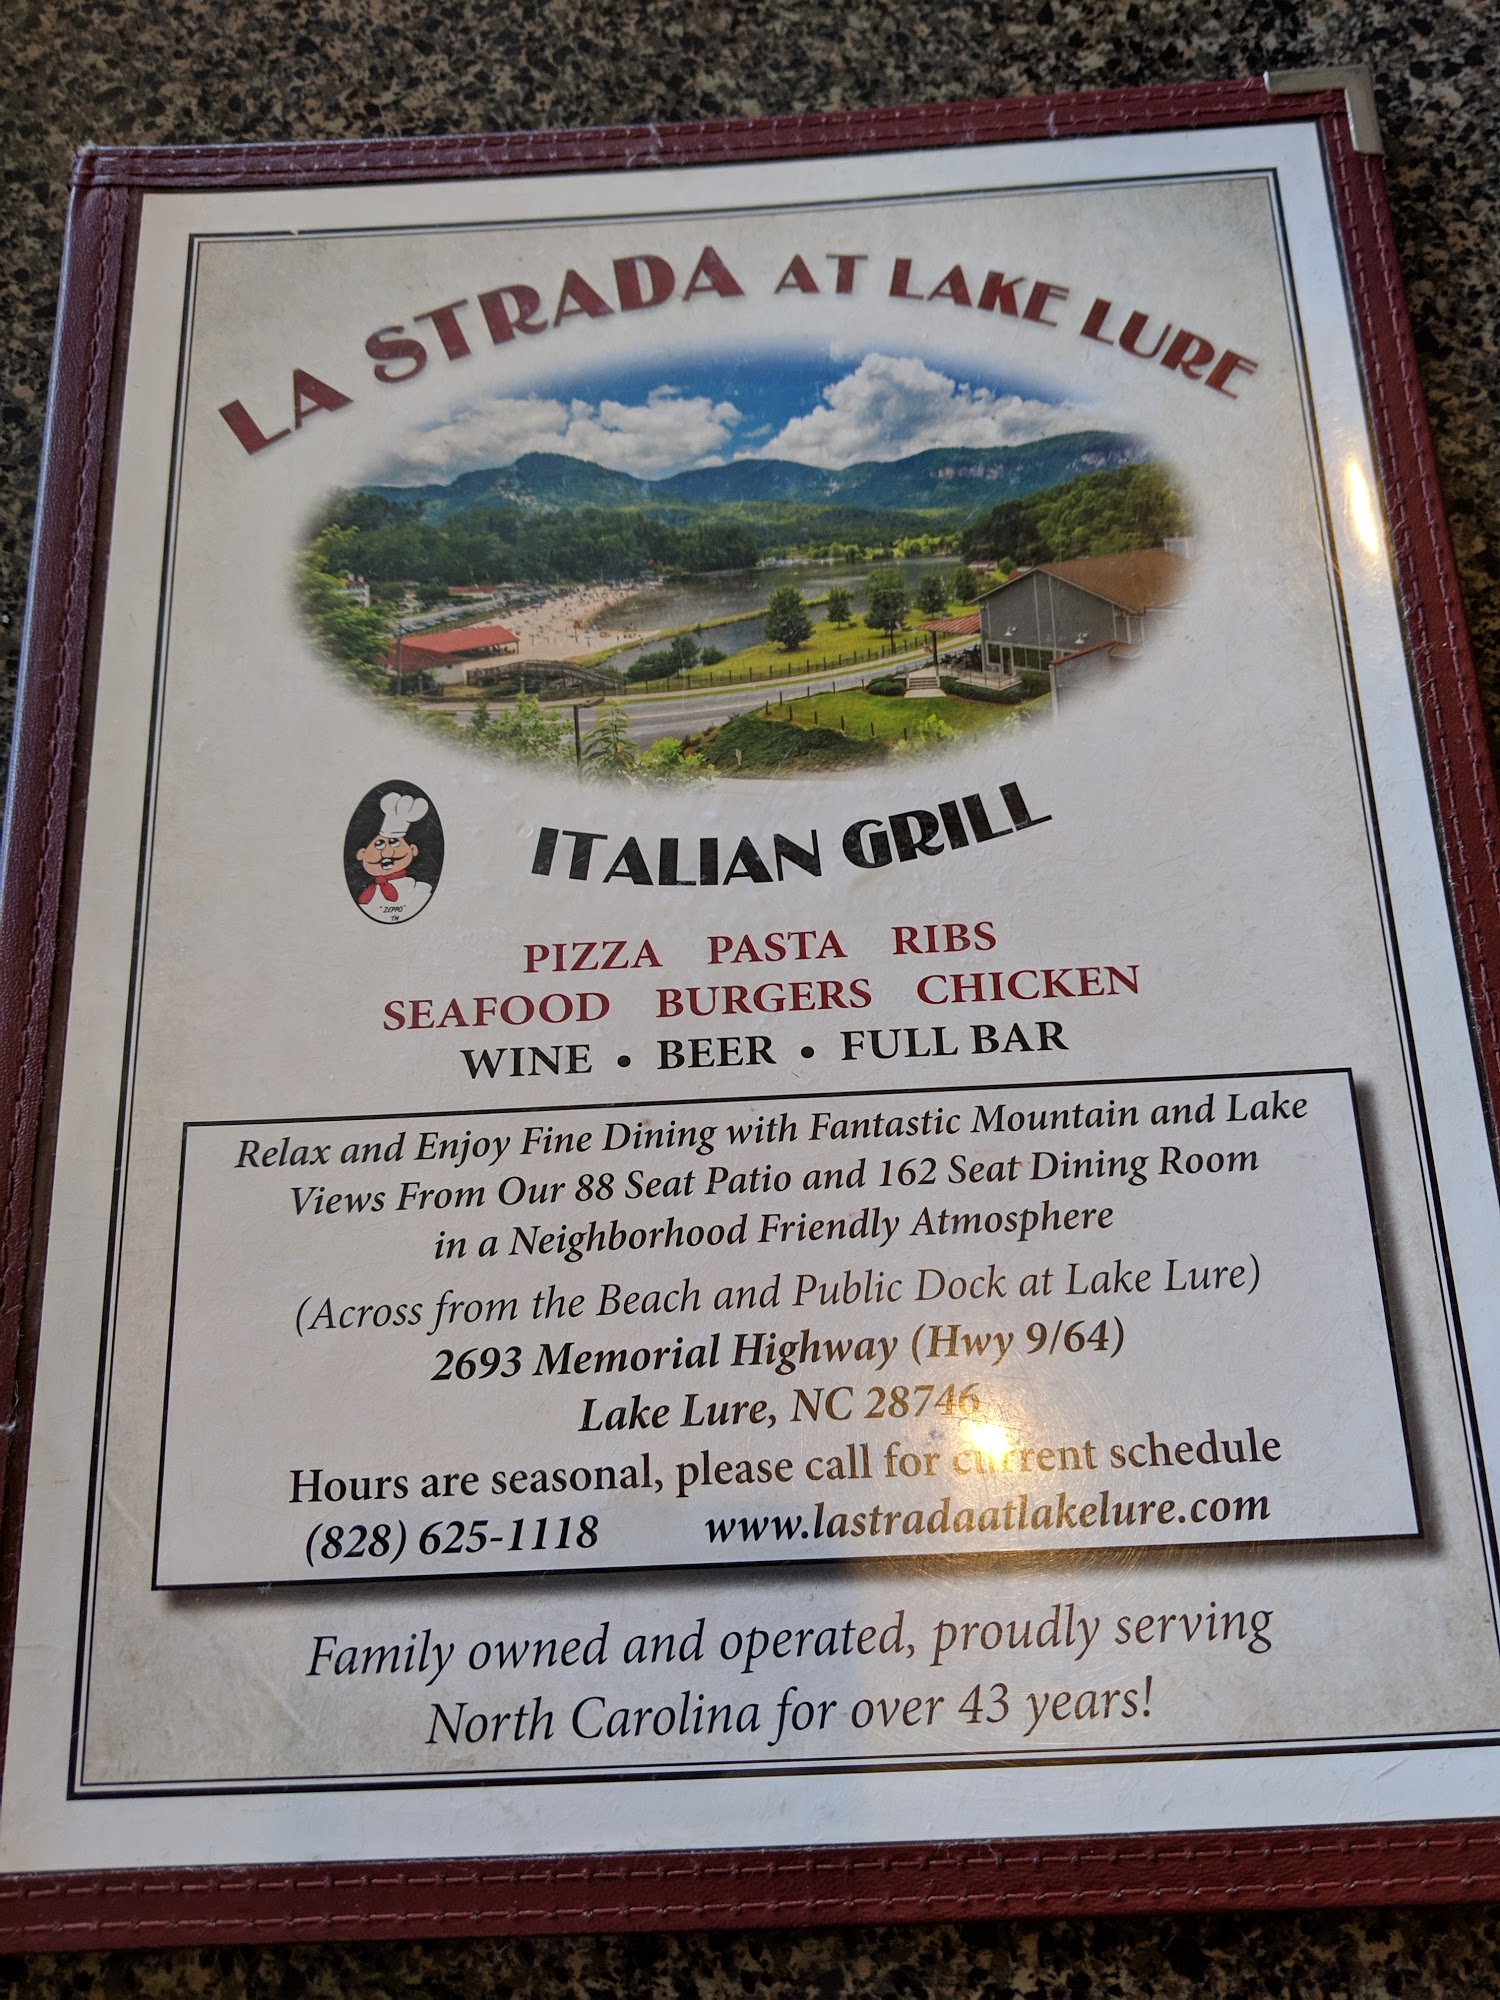 LA STRADA AT LAKE LURE
ITALIAN GRILL
"ZEPPO"
TM
PIZZA PASTA RIBS
SEAFOOD BURGERS CHICKEN
WINE • BEER • FULL BAR
Relax and Enjoy Fine Dining with Fantastic Mountain and Lake
Views From Our 88 Seat Patio and 162 Seat Dining Room
in a Neighborhood Friendly Atmosphere
(Across from the Beach and Public Dock at Lake Lure)
2693 Memorial Highway (Hwy 9/64)
Lake Lure, NC 28746
Hours are seasonal, please call for current schedule
(828) 625-1118 www.lastradaatlakelure.com
Family owned and operated, proudly serving
North Carolina for over 43 years!